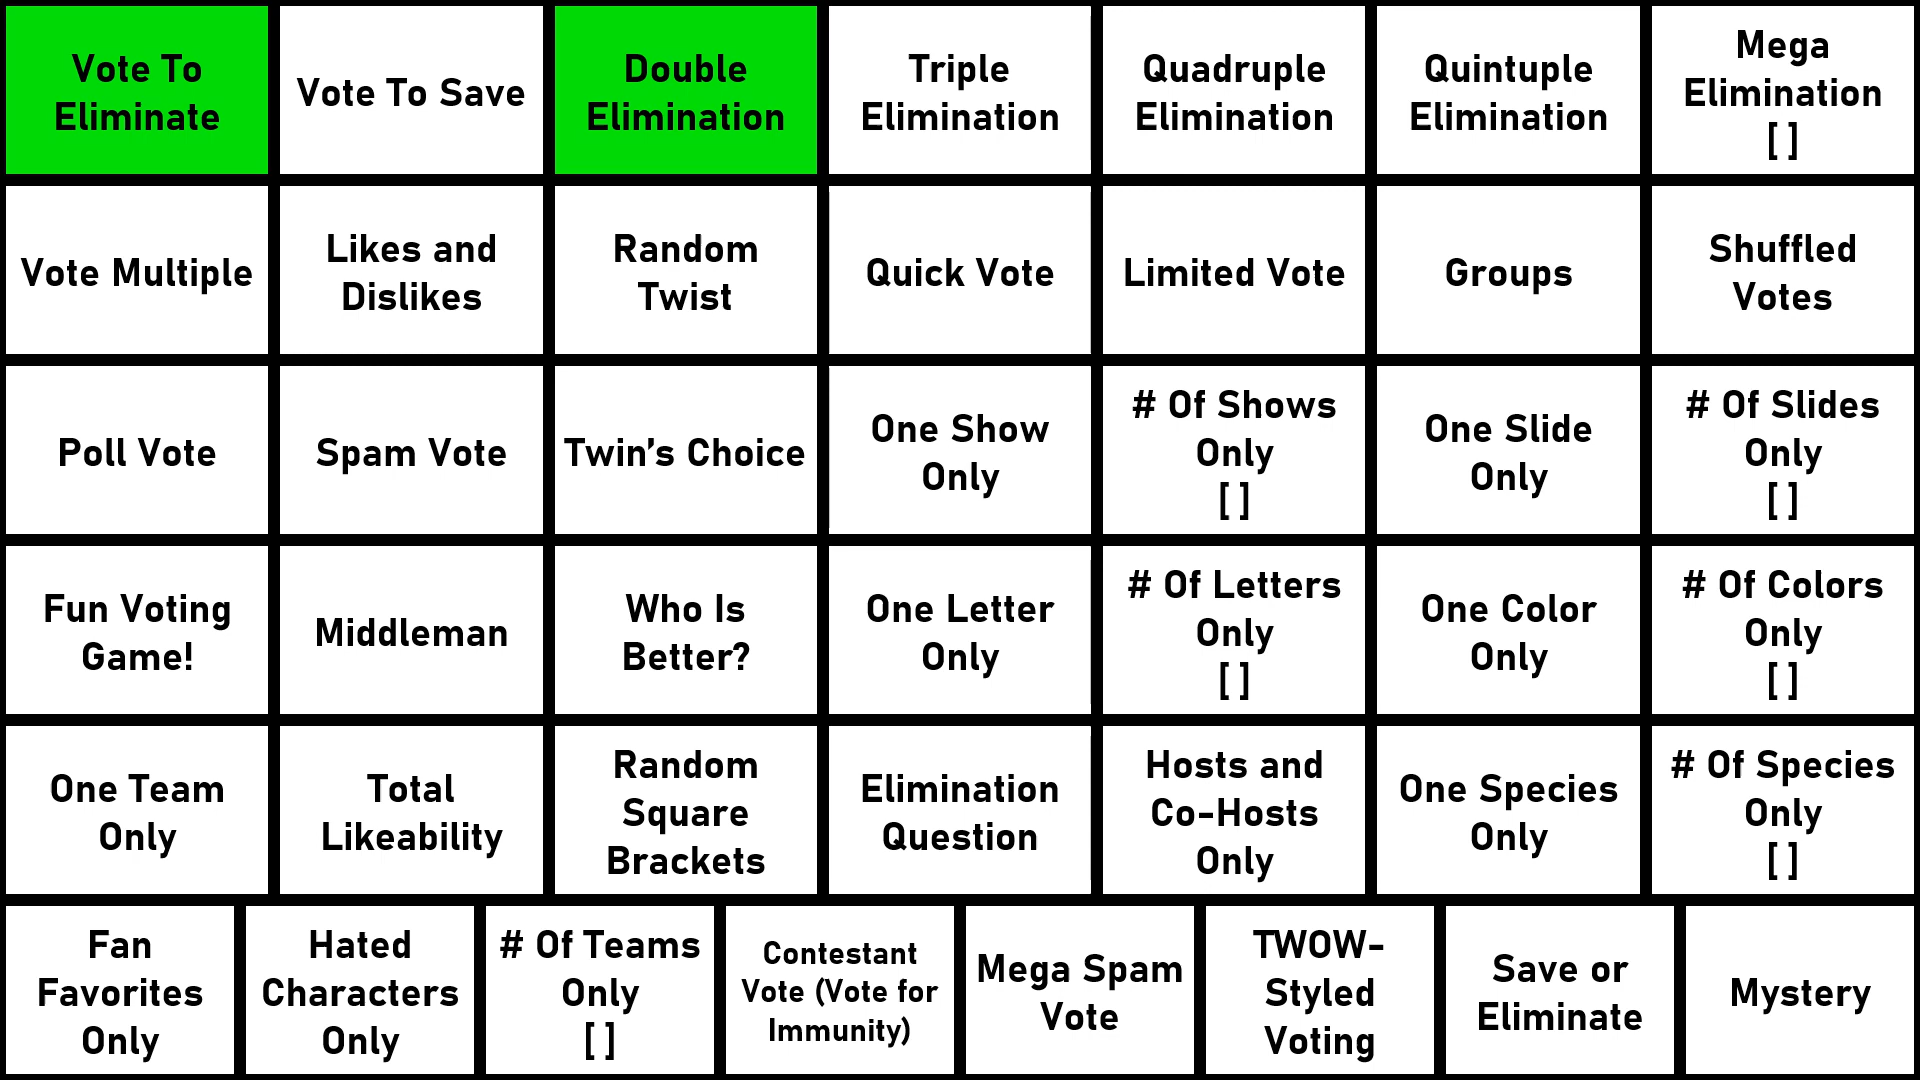 Vote To
Eliminate
Vote To Save
Double
Elimination
Triple
Elimination
Quadruple
Elimination
Quintuple
Elimination
Mega
Elimination
[ ]
Vote Multiple
Likes and
Dislikes
Random
Twist
Quick Vote
Limited Vote
Groups
Shuffled
Votes
Poll Vote
Spam Vote
Twin’s Choice
One Show
Only
# Of Shows
Only
[ ]
One Slide
Only
# Of Slides
Only
[ ]
Fun Voting
Game!
Middleman
Who Is
Better?
One Letter
Only
# Of Letters
Only
[ ]
One Color
Only
# Of Colors
Only
[ ]
One Team
Only
Total
Likeability
Random
Square
Brackets
Elimination
Question
Hosts and
Co-Hosts
Only
One Species
Only
# Of Species
Only
[ ]
Fan
Favorites
Only
Hated
Characters
Only
# Of Teams
Only
[ ]
Contestant
Vote (Vote for
Immunity)
Mega Spam
Vote
TWOW-
Styled
Voting
Save or
Eliminate
Mystery